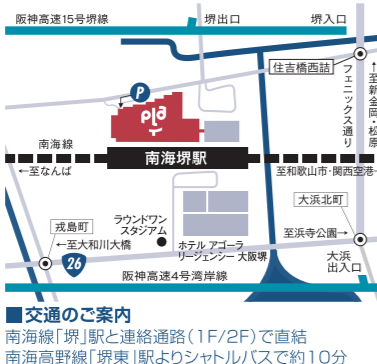 阪神高速15号堺線
堺出口
堺入口
住吉橋西詰
↑至新金岡・松原
フェニックス通り
P
pla
南海線
南海堺駅
←至なんば
至和歌山市・関西空港→
大浜北町
戎島町
ラウンドワン
スタジアム
←至大和川大橋
26
ホテル アゴーラ
リージェンシー 大阪堺
至浜寺公園→
大浜
出入口
阪神高速4号湾岸線
■交通のご案内
南海線「堺」駅と連絡通路(1F/2F)で直結
南海高野線「堺東」駅よりシャトルバスで約10分